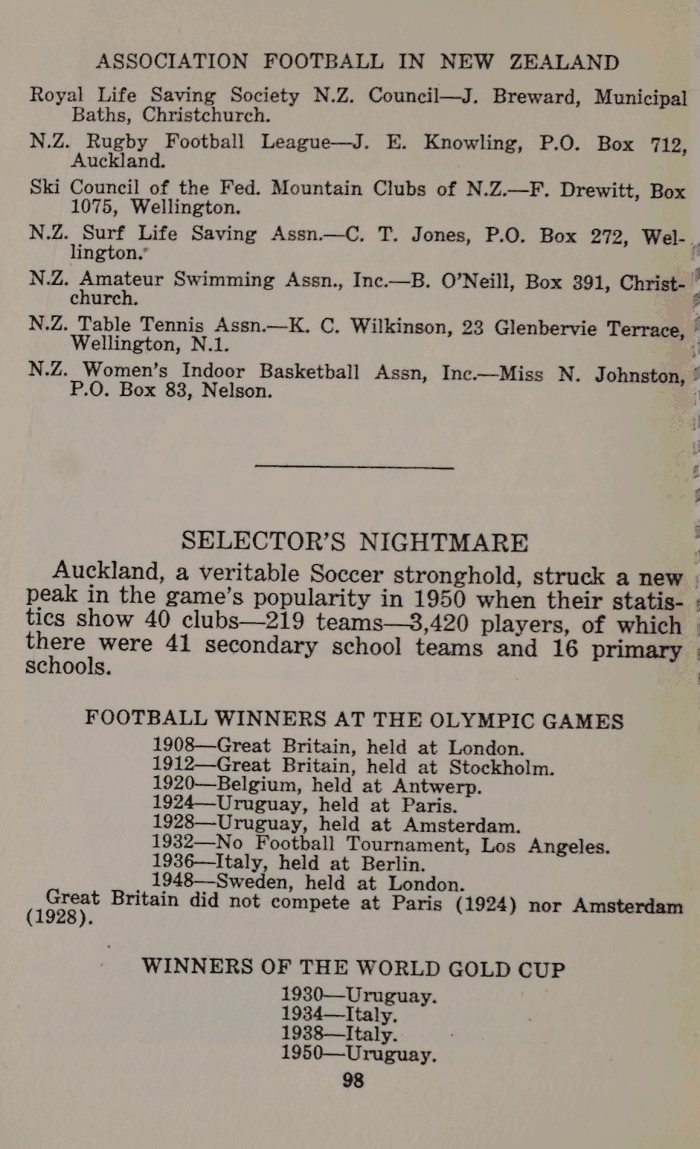 ASSOCIATION FOOTBALL IN NEW ZEALAND
Royal Life Saving Society N.Z. Council—J. Breward, Municipal
Baths, Christchurch.
N.Z. Rugby Football League—J. E. Knowling, P.O. Box 712,
Auckland.
Ski Council of the Fed. Mountain Clubs of N.Z.—F. Drewitt, Box
1075, Wellington.
N.Z. Surf Life Saving Assn.—C. T. Jones, P.O. Box 272, Wel-
lington.
N.Z. Amateur Swimming Assn., Inc.—B. O'Neill, Box 391, Christ-
church.
N.Z. Table Tennis Assn.—K. C. Wilkinson, 23 Glenbervie Terrace,
Wellington, N.1.
N.Z. Women's Indoor Basketball Assn, Inc.—Miss N. Johnston,
P.O. Box 83, Nelson.
SELECTOR'S NIGHTMARE
Auckland, a veritable Soccer stronghold, struck a new
peak in the game's popularity in 1950 when their statis-
tics show 40 clubs—219 teams—3,420 players, of which
there were 41 secondary school teams and 16 primary
schools.
FOOTBALL WINNERS AT THE OLYMPIC GAMES
1908—Great Britain, held at London.
1912—Great Britain, held at Stockholm.
1920—Belgium, held at Antwerp.
1924—Uruguay, held at Paris.
1928—Uruguay, held at Amsterdam.
1932—No Football Tournament, Los Angeles.
1936—Italy, held at Berlin.
1948—Sweden, held at London.
Great Britain did not compete at Paris (1924) nor Amsterdam
(1928).
WINNERS OF THE WORLD GOLD CUP
1930—Uruguay.
1934—Italy.
1938—Italy.
1950—Uruguay.
98